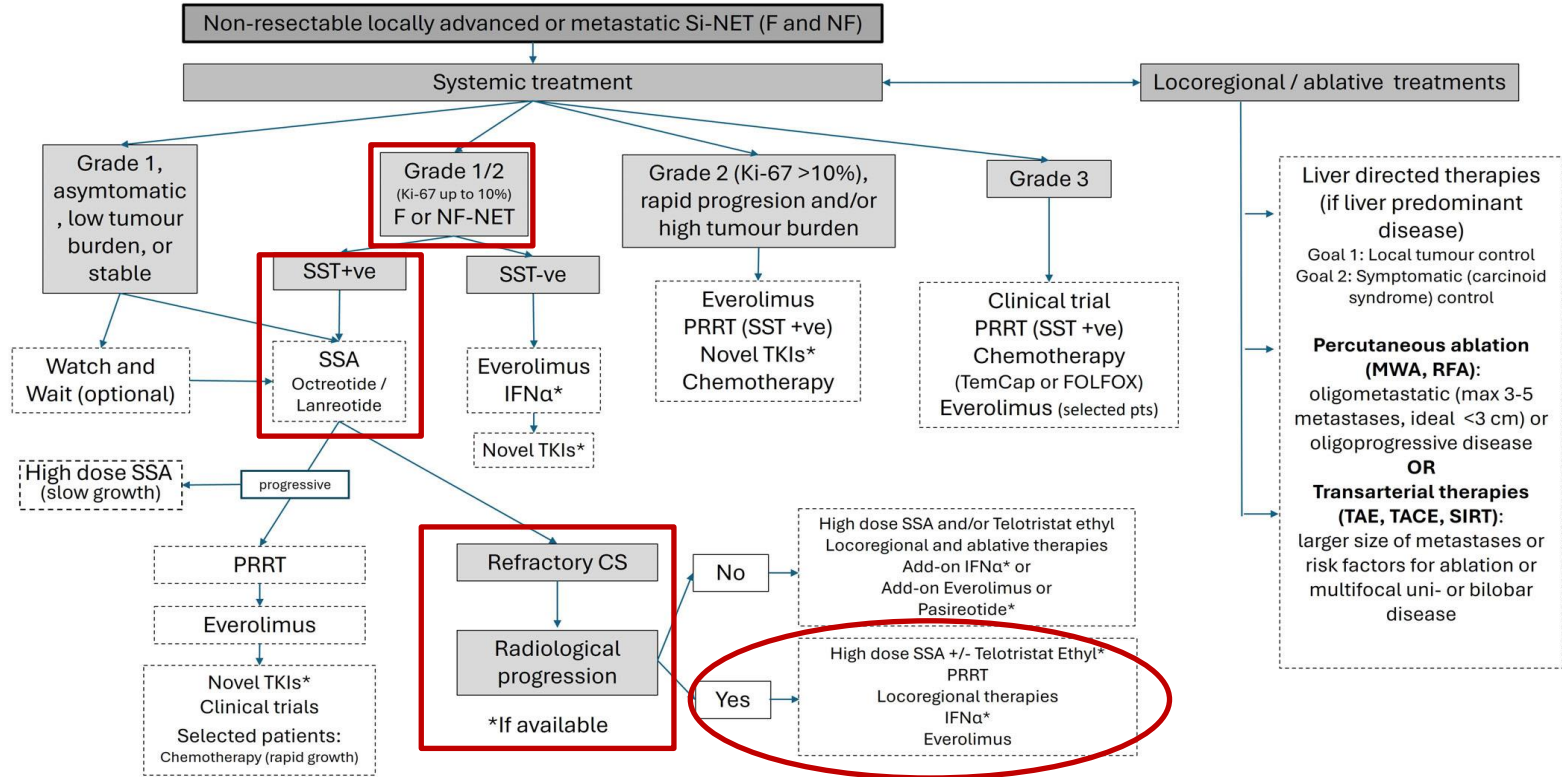 Non-resectable locally advanced or metastatic Si-NET (F and NF)
Systemic treatment
Locoregional / ablative treatments
Grade 1,
asymtomatic
, low tumour
burden, or
stable
Grade 1/2
(Ki-67 up to 10%)
F or NF-NET
Grade 2 (Ki-67 >10%),
rapid progresion and/or
high tumour burden
Grade 3
SST+ve
SST-ve
Watch and
Wait (optional)
SSA
Octreotide /
Lanreotide
Everolimus
IFNα*
Novel TKIs*
Everolimus
PRRT (SST +ve)
Novel TKIs*
Chemotherapy
Clinical trial
PRRT (SST +ve)
Chemotherapy
(TemCap or FOLFOX)
Everolimus (selected pts)
High dose SSA
(slow growth)
progressive
PRRT
Everolimus
Novel TKIs*
Clinical trials
Selected patients:
Chemotherapy (rapid growth)
Refractory CS
Radiological
progression
*If available
No
High dose SSA and/or Telotristat ethyl
Locoregional and ablative therapies
Add-on IFNα* or
Add-on Everolimus or
Pasireotide*
Yes
High dose SSA +/- Telotristat Ethyl*
PRRT
Locoregional therapies
IFNα*
Everolimus
Liver directed therapies
(if liver predominant
disease)
Goal 1: Local tumour control
Goal 2: Symptomatic (carcinoid
syndrome) control
Percutaneous ablation
(MWA, RFA):
oligometastatic (max 3-5
metastases, ideal <3 cm) or
oligoprogressive disease
OR
Transarterial therapies
(TAE, TACE, SIRT):
larger size of metastases or
risk factors for ablation or
multifocal uni- or bilobar
disease